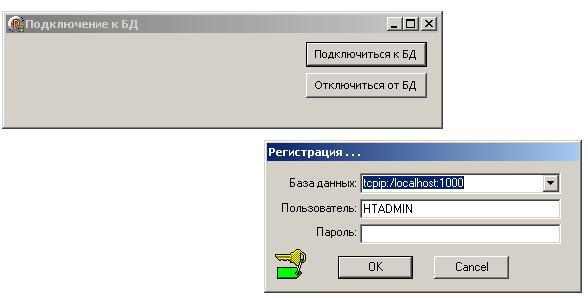 Подключение к БД
Подключиться к БД
Отключиться от БД
Регистрация . . .
База данных: tcpip:/localhost:1000
Пользователь: HTADMIN
Пароль:
OK Cancel